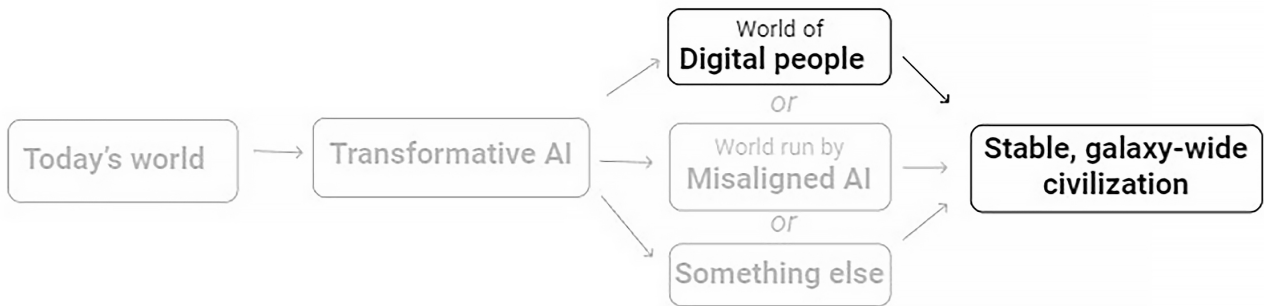 Today's world
Transformative AI
World of
Digital people
or
World run by
Misaligned AI
or
Something else
Stable, galaxy-wide
civilization